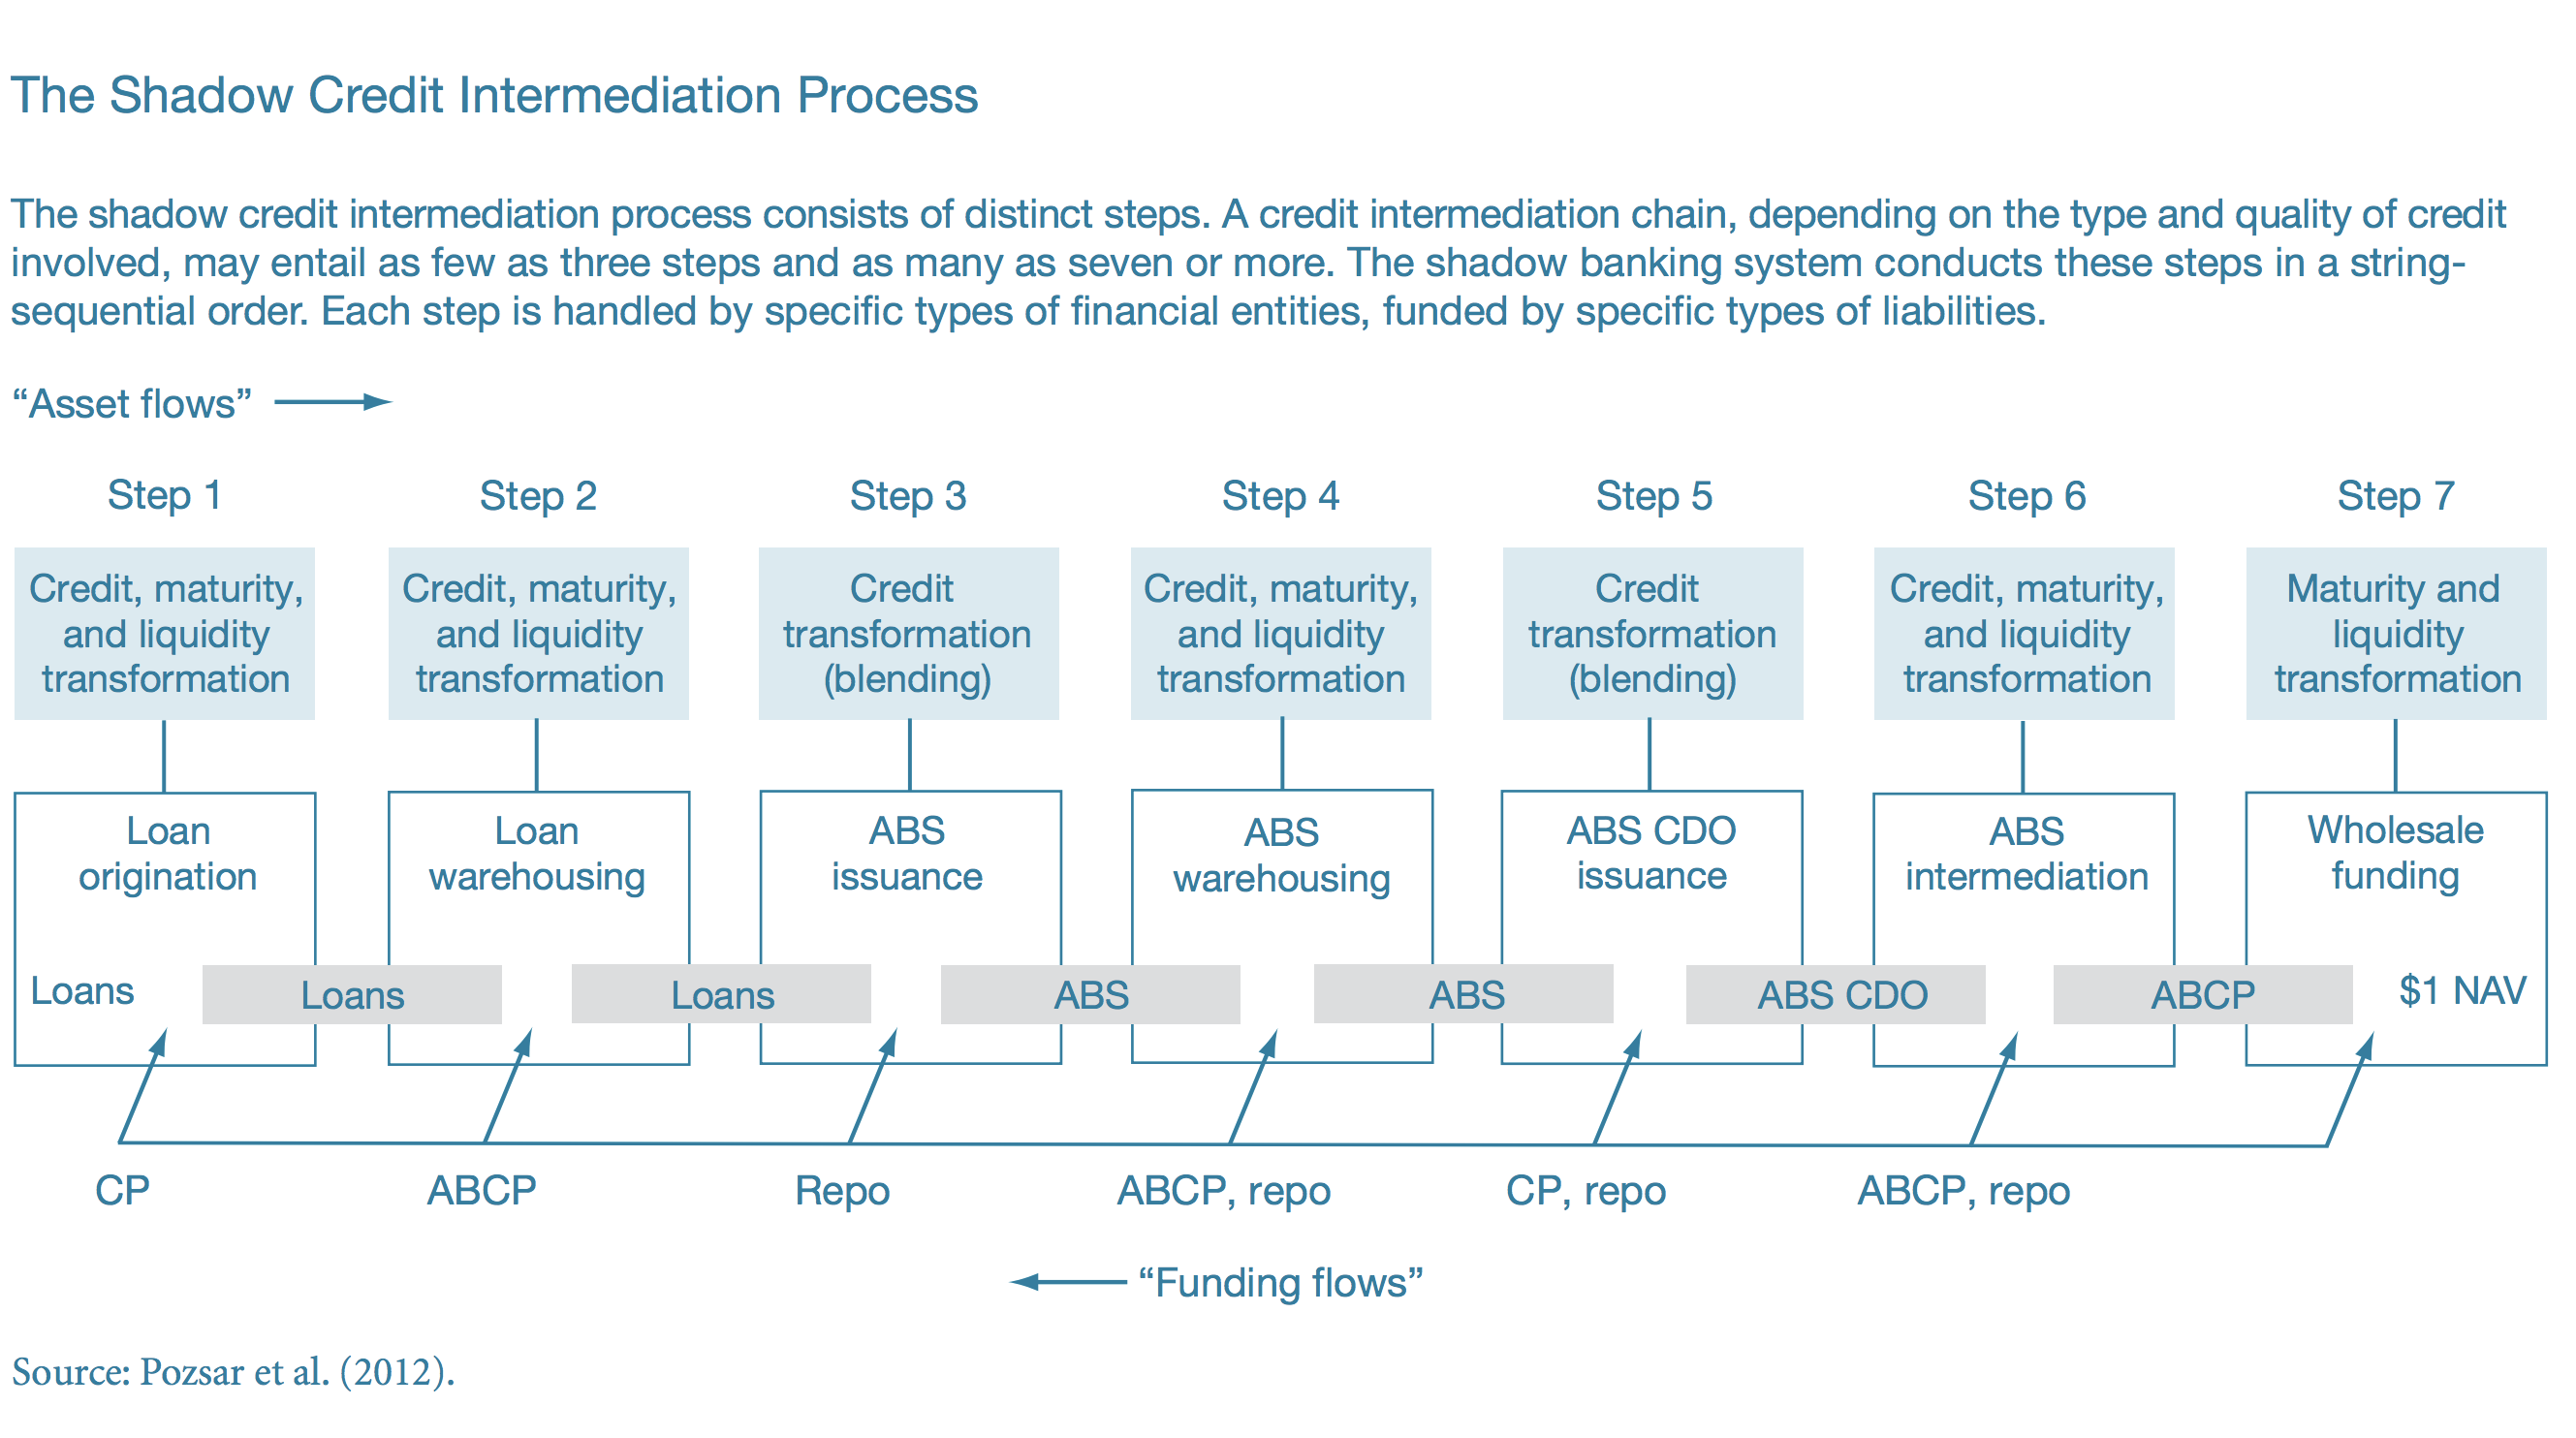 The Shadow Credit Intermediation Process
The shadow credit intermediation process consists of distinct steps. A credit intermediation chain, depending on the type and quality of credit
involved, may entail as few as three steps and as many as seven or more. The shadow banking system conducts these steps in a string-
sequential order. Each step is handled by specific types of financial entities, funded by specific types of liabilities.
“Asset flows”
Step 1
Step 2
Step 3
Step 4
Step 5
Step 6
Step 7
Credit, maturity,
and liquidity
transformation
Credit, maturity,
and liquidity
transformation
Credit
transformation
(blending)
Credit, maturity,
and liquidity
transformation
Credit
transformation
(blending)
Credit, maturity,
and liquidity
transformation
Maturity and
liquidity
transformation
Loan
origination
Loan
warehousing
ABS
issuance
ABS
warehousing
ABS CDO
issuance
ABS
intermediation
Wholesale
funding
Loans
Loans
Loans
ABS
ABS
ABS CDO
ABCP
$1 NAV
CP
ABCP
Repo
ABCP, repo
CP, repo
ABCP, repo
“Funding flows”
Source: Pozsar et al. (2012).